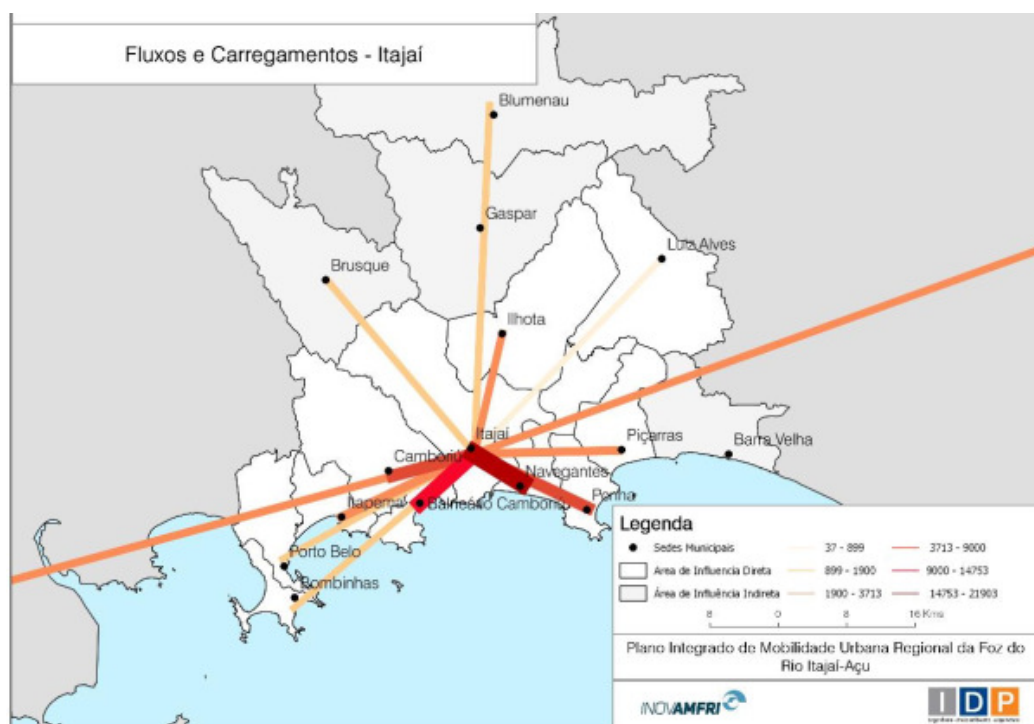 Fluxos e Carregamentos - Itajaí
Blumenau
Gaspar
Luiz Alves
Brusque
Ilhota
Itajaí
Piçarras
Barra Velha
Camboriú
Navegantes
Itapema
Balneário Camboriú
Penha
Porto Belo
Bombinhas
Legenda
Sedes Municipais
Área de Influencia Direta
Área de Influência Indireta
37 - 899
899 - 1900
1900 - 3713
3713 - 9000
9000 - 14753
14753 - 21903
8 0 8 16 Kms
Plano Integrado de Mobilidade Urbana Regional da Foz do
Rio Itajaí-Açu
INOVAMFRI
IDP